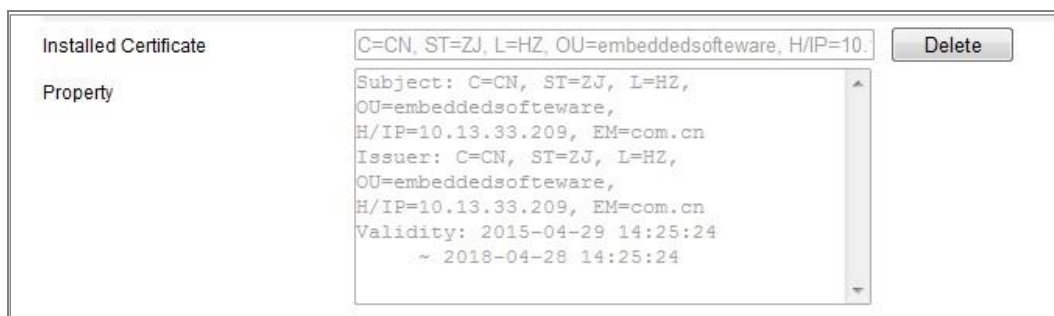 Installed Certificate
C=CN, ST=ZJ, L=HZ, OU=embeddedsofteware, H/IP=10.
Delete
Property
Subject: C=CN, ST=ZJ, L=HZ,
OU=embeddedsofteware,
H/IP=10.13.33.209, EM=com.cn
Issuer: C=CN, ST=ZJ, L=HZ,
OU=embeddedsofteware,
H/IP=10.13.33.209, EM=com.cn
Validity: 2015-04-29 14:25:24
~ 2018-04-28 14:25:24